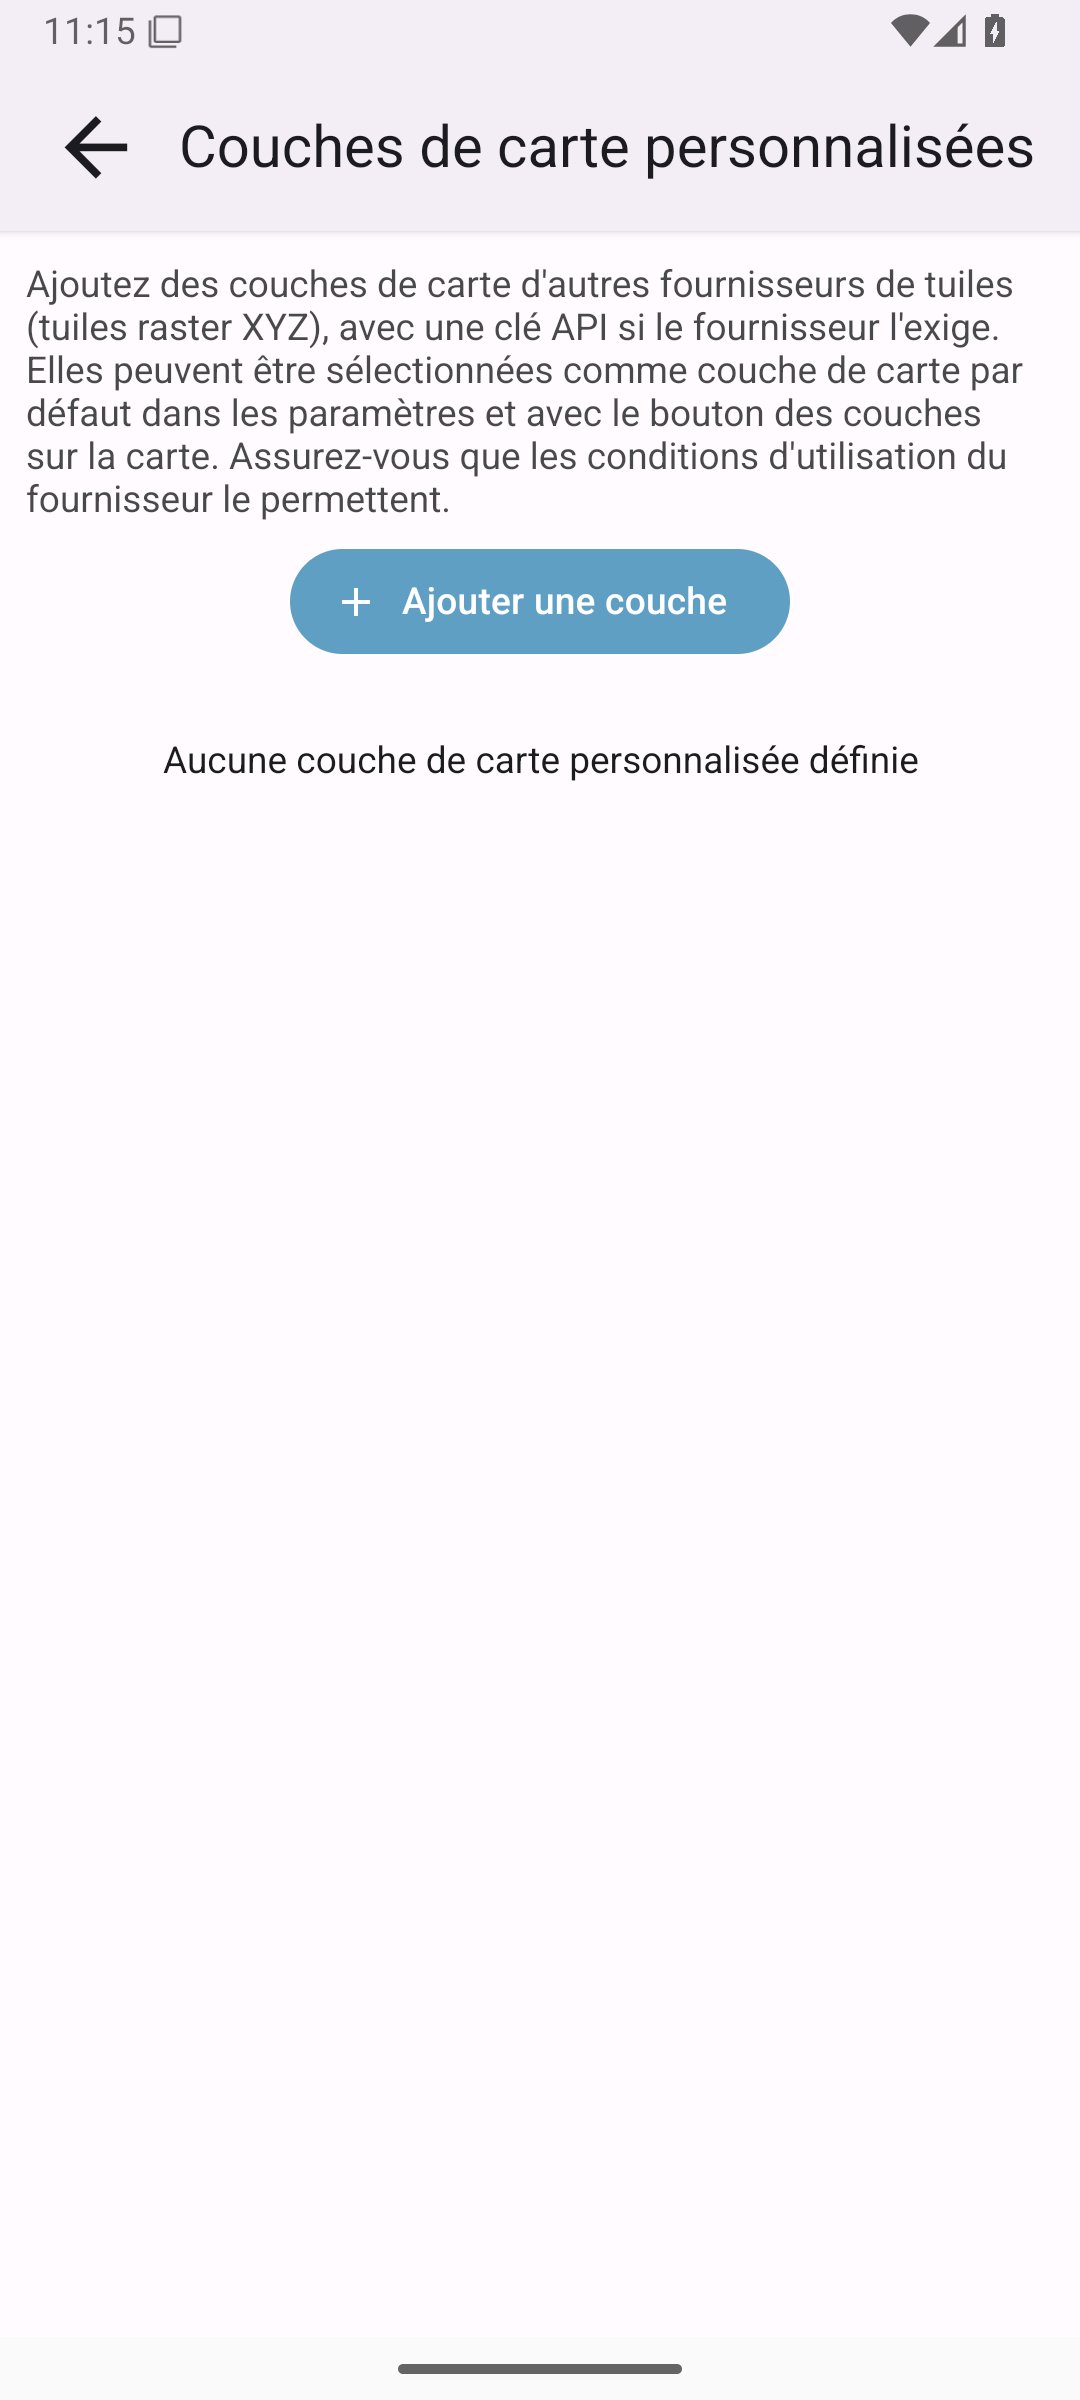 11:15
Couches de carte personnalisées
Ajoutez des couches de carte d'autres fournisseurs de tuiles
(tuiles raster XYZ), avec une clé API si le fournisseur l'exige.
Elles peuvent être sélectionnées comme couche de carte par
défaut dans les paramètres et avec le bouton des couches
sur la carte. Assurez-vous que les conditions d'utilisation du
fournisseur le permettent.
Ajouter une couche
Aucune couche de carte personnalisée définie